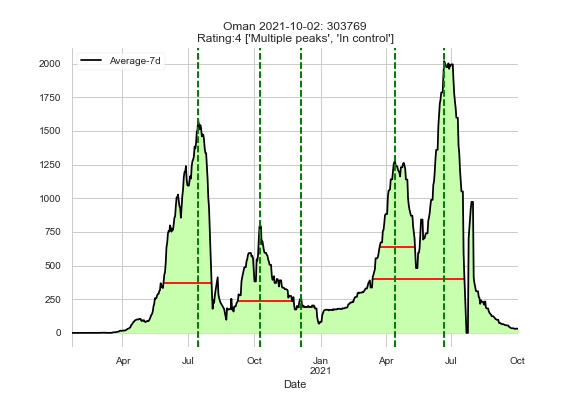 Oman 2021-10-02: 303769
Rating:4 ['Multiple peaks', 'In control']
Average-7d
2000
1750
1500
1250
1000
750
500
250
0
Apr
Jul
Oct
Jan
2021
Apr
Jul
Oct
Date